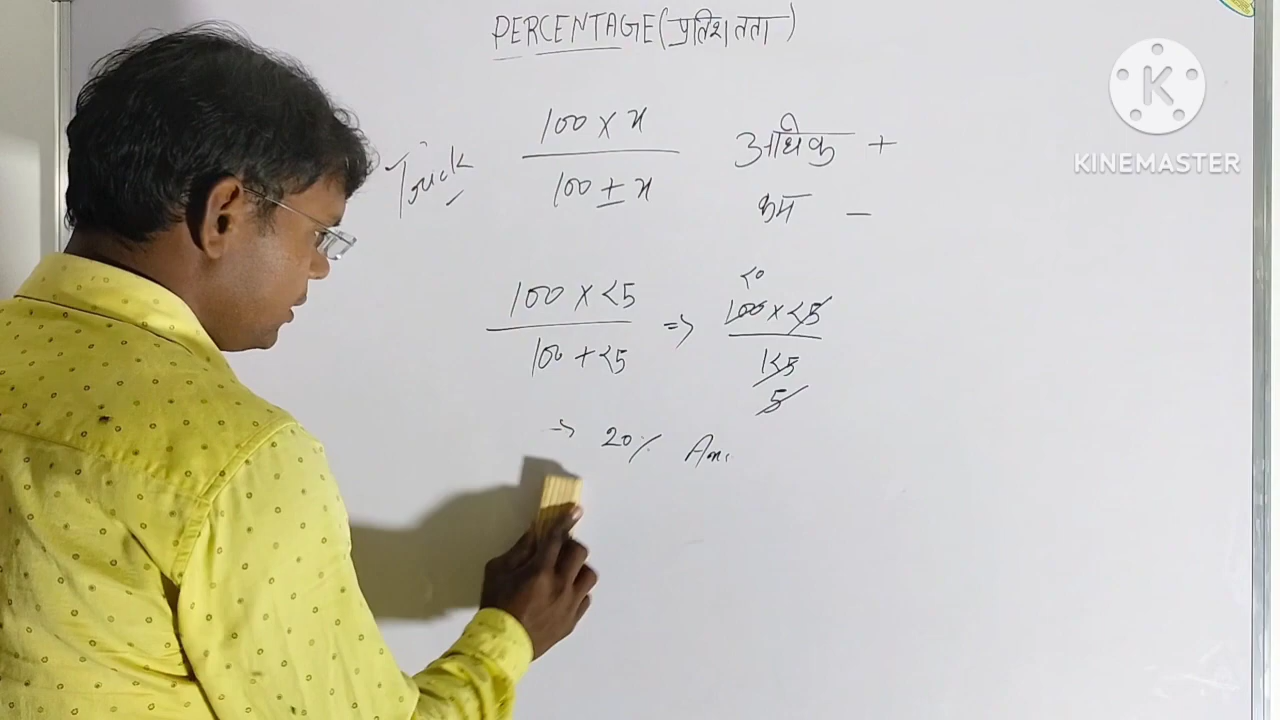 PERCENTAGE (प्रतिशतता)
Trick 100 x x / 100 ± x
अधिक +
कम -
100 x 25 / 100 + 25 => 100 x 25 / 125
20
5
→ 20% Ans
KINEMASTER